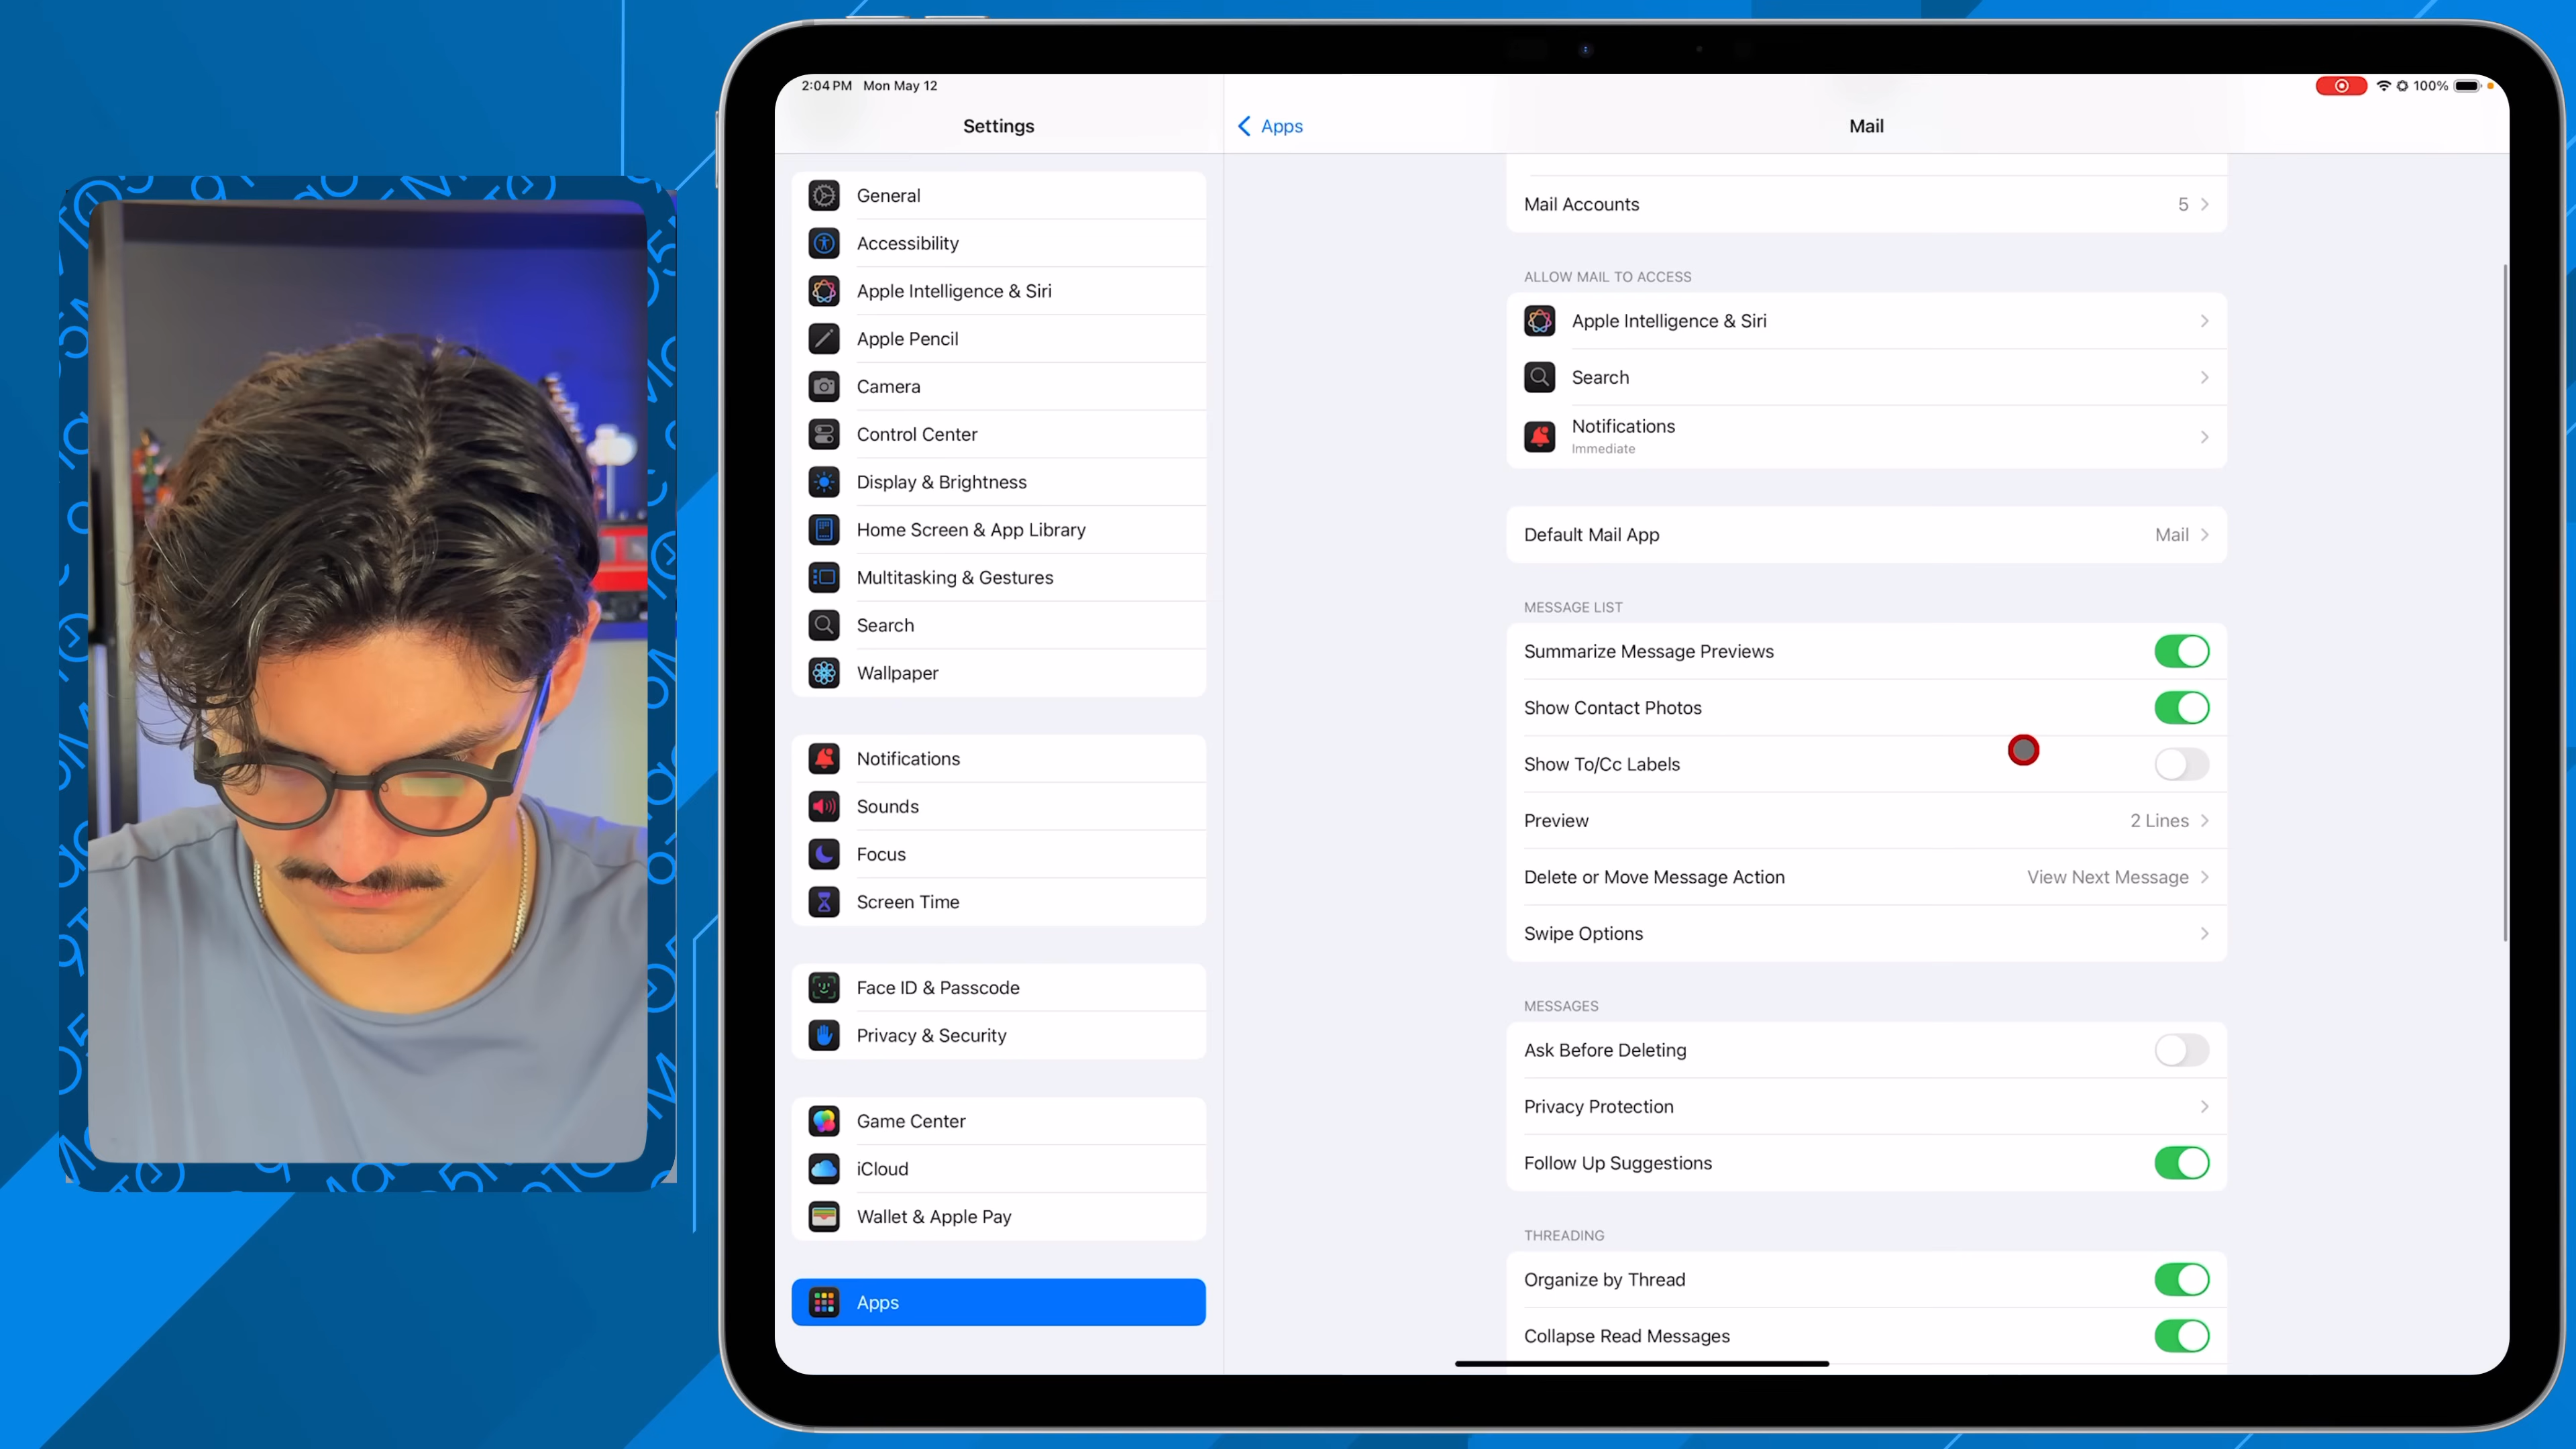 2:04 PM Mon May 12
100%
Settings
General
Accessibility
Apple Intelligence & Siri
Apple Pencil
Camera
Control Center
Display & Brightness
Home Screen & App Library
Multitasking & Gestures
Search
Wallpaper
Notifications
Sounds
Focus
Screen Time
Face ID & Passcode
Privacy & Security
Game Center
iCloud
Wallet & Apple Pay
Apps
Apps
Mail
Mail Accounts 5
ALLOW MAIL TO ACCESS
Apple Intelligence & Siri
Search
Notifications
Immediate
Default Mail App Mail
MESSAGE LIST
Summarize Message Previews
Show Contact Photos
Show To/Cc Labels
Preview 2 Lines
Delete or Move Message Action View Next Message
Swipe Options
MESSAGES
Ask Before Deleting
Privacy Protection
Follow Up Suggestions
THREADING
Organize by Thread
Collapse Read Messages